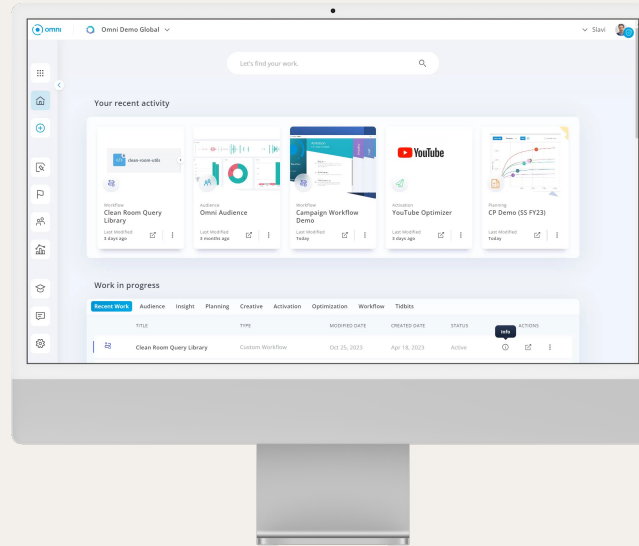 omni
Omni Demo Global
Slavi
Let's find your work.
Your recent activity
clean-room-utils
YouTube
Workflow
Clean Room Query
Library
Last Modified
3 days ago
Audience
Omni Audience
Last Modified
3 months ago
Workflow
Campaign Workflow
Demo
Last Modified
Today
Activation
YouTube Optimizer
Last Modified
5 days ago
Planning
CP Demo (SS FY23)
Last Modified
Today
Work in progress
Recent Work Audience Insight Planning Creative Activation Optimization Workflow Tidbits
TITLE TYPE MODIFIED DATE CREATED DATE STATUS ACTIONS
Info
Clean Room Query Library Custom Workflow Oct 25, 2023 Apr 18, 2023 Active